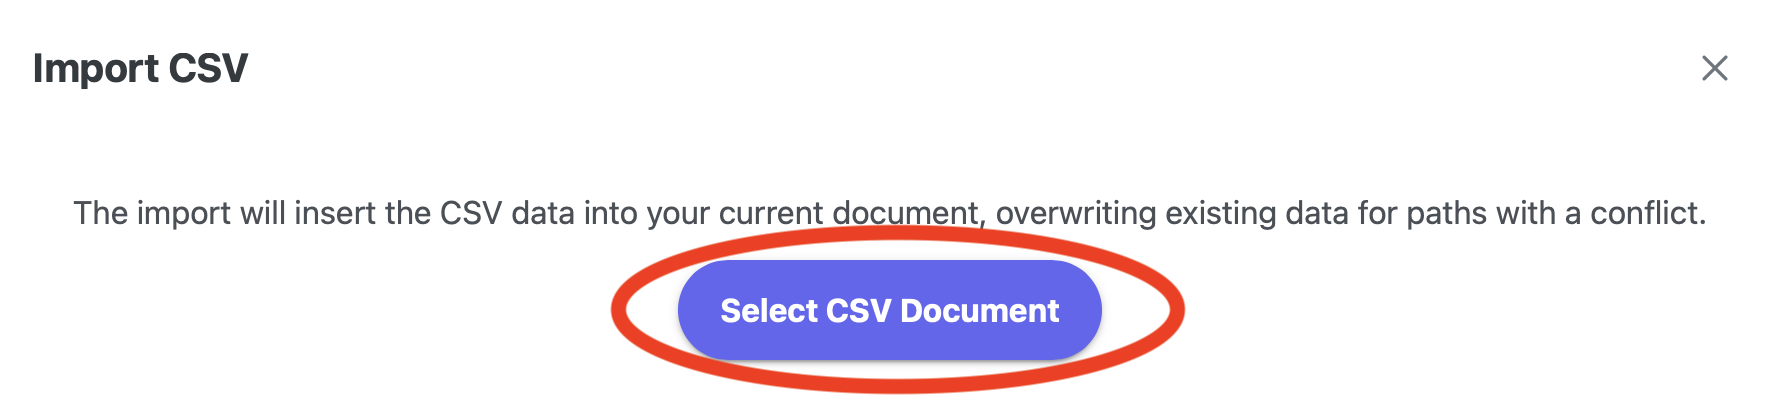 Import CSV
The import will insert the CSV data into your current document, overwriting existing data for paths with a conflict.
Select CSV Document